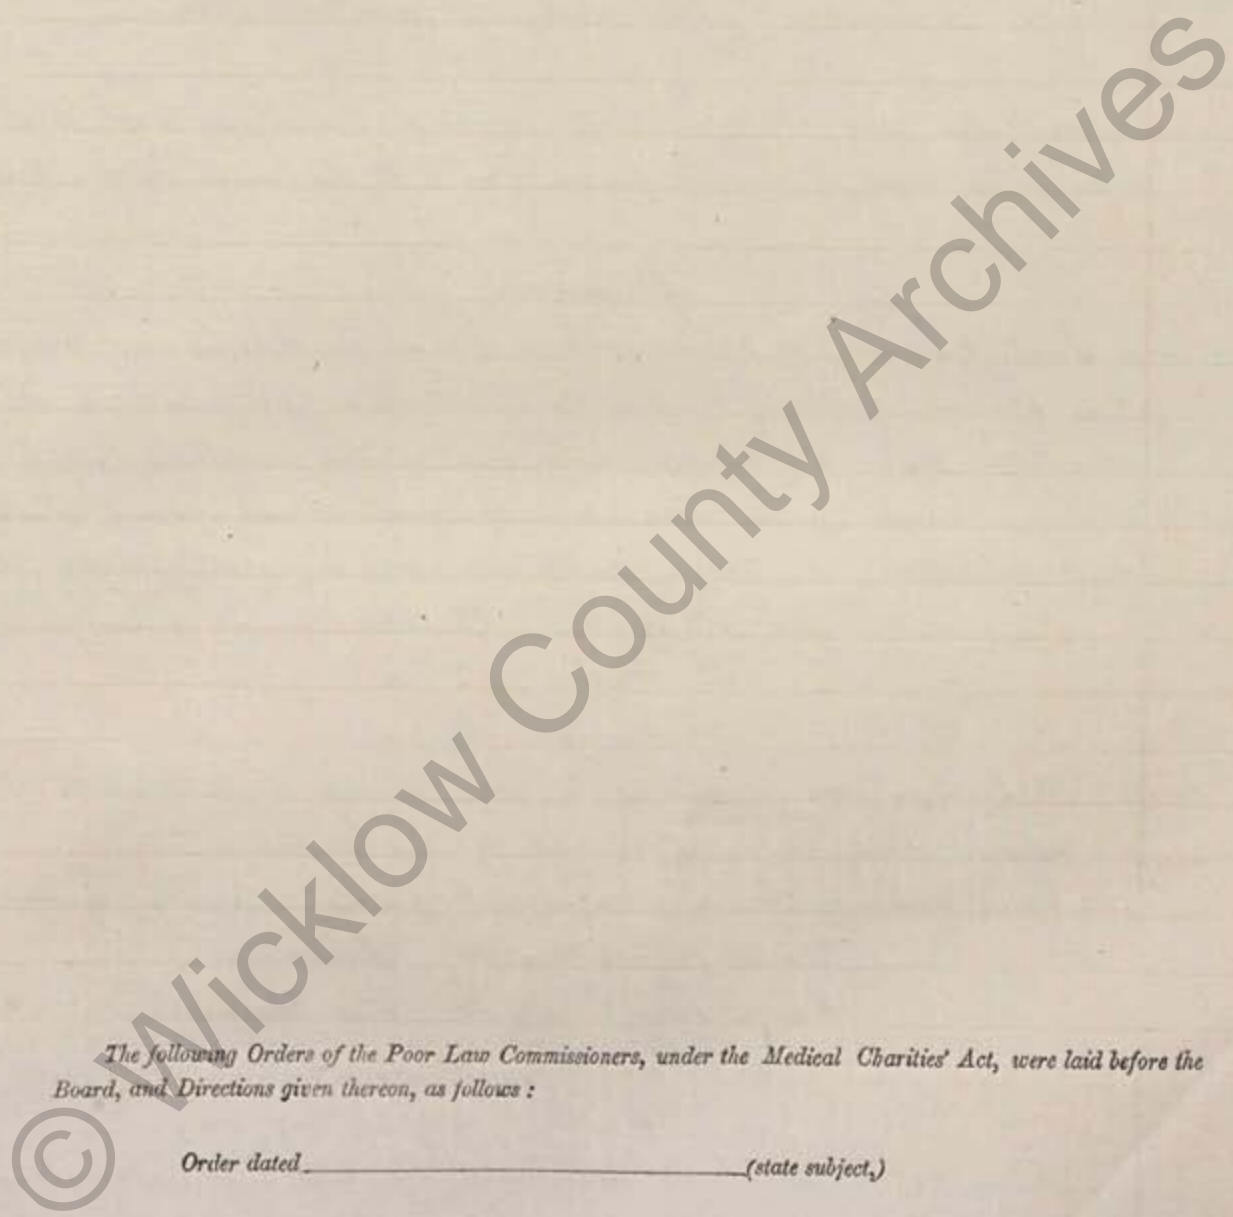 The following Orders of the Poor Law Commissioners, under the Medical Charities' Act, were laid before the
Board, and Directions given thereon, as follows :
Order dated (state subject,)
© Wicklow County Archives